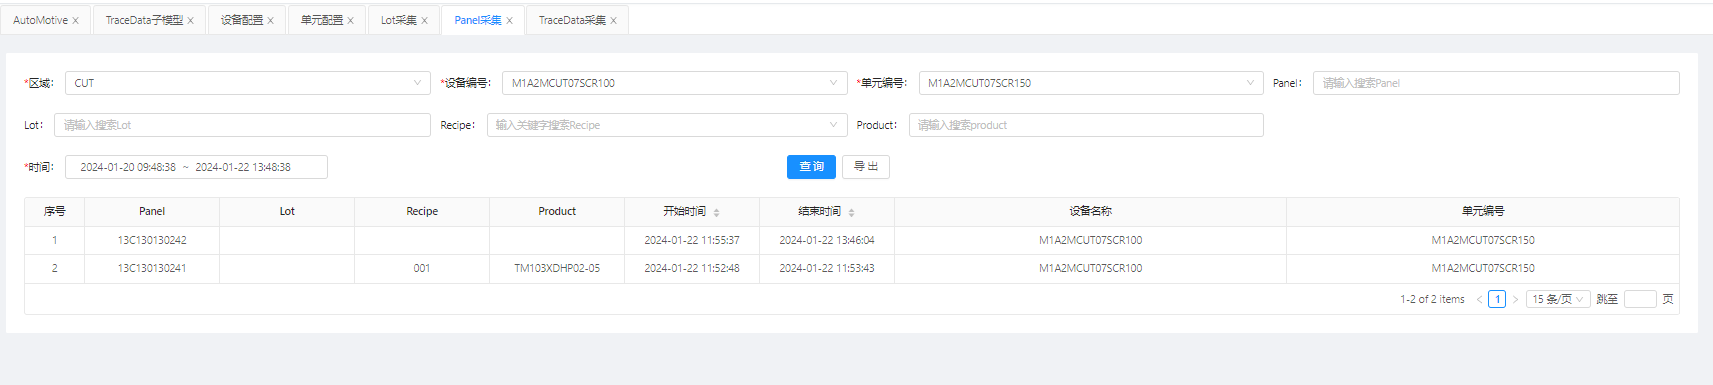 AutoMotive × TraceData子模型 × 设备配置 × 单元配置 × Lot采集 × Panel采集 × TraceData采集 ×
*区域: CUT *设备编号: M1A2MCUT07SCR100 *单元编号: M1A2MCUT07SCR150 Panel: 请输入搜索Panel
Lot: 请输入搜索Lot Recipe: 输入关键字搜索Recipe Product: 请输入搜索product
*时间: 2024-01-20 09:48:38 ~ 2024-01-22 13:48:38 查询 导出
序号 Panel Lot Recipe Product 开始时间 结束时间 设备名称 单元编号
1 13C130130242 2024-01-22 11:55:37 2024-01-22 13:46:04 M1A2MCUT07SCR100 M1A2MCUT07SCR150
2 13C130130241 001 TM103XDHP02-05 2024-01-22 11:52:48 2024-01-22 11:53:43 M1A2MCUT07SCR100 M1A2MCUT07SCR150
1-2 of 2 items < 1 > 15 条/页 跳至 页